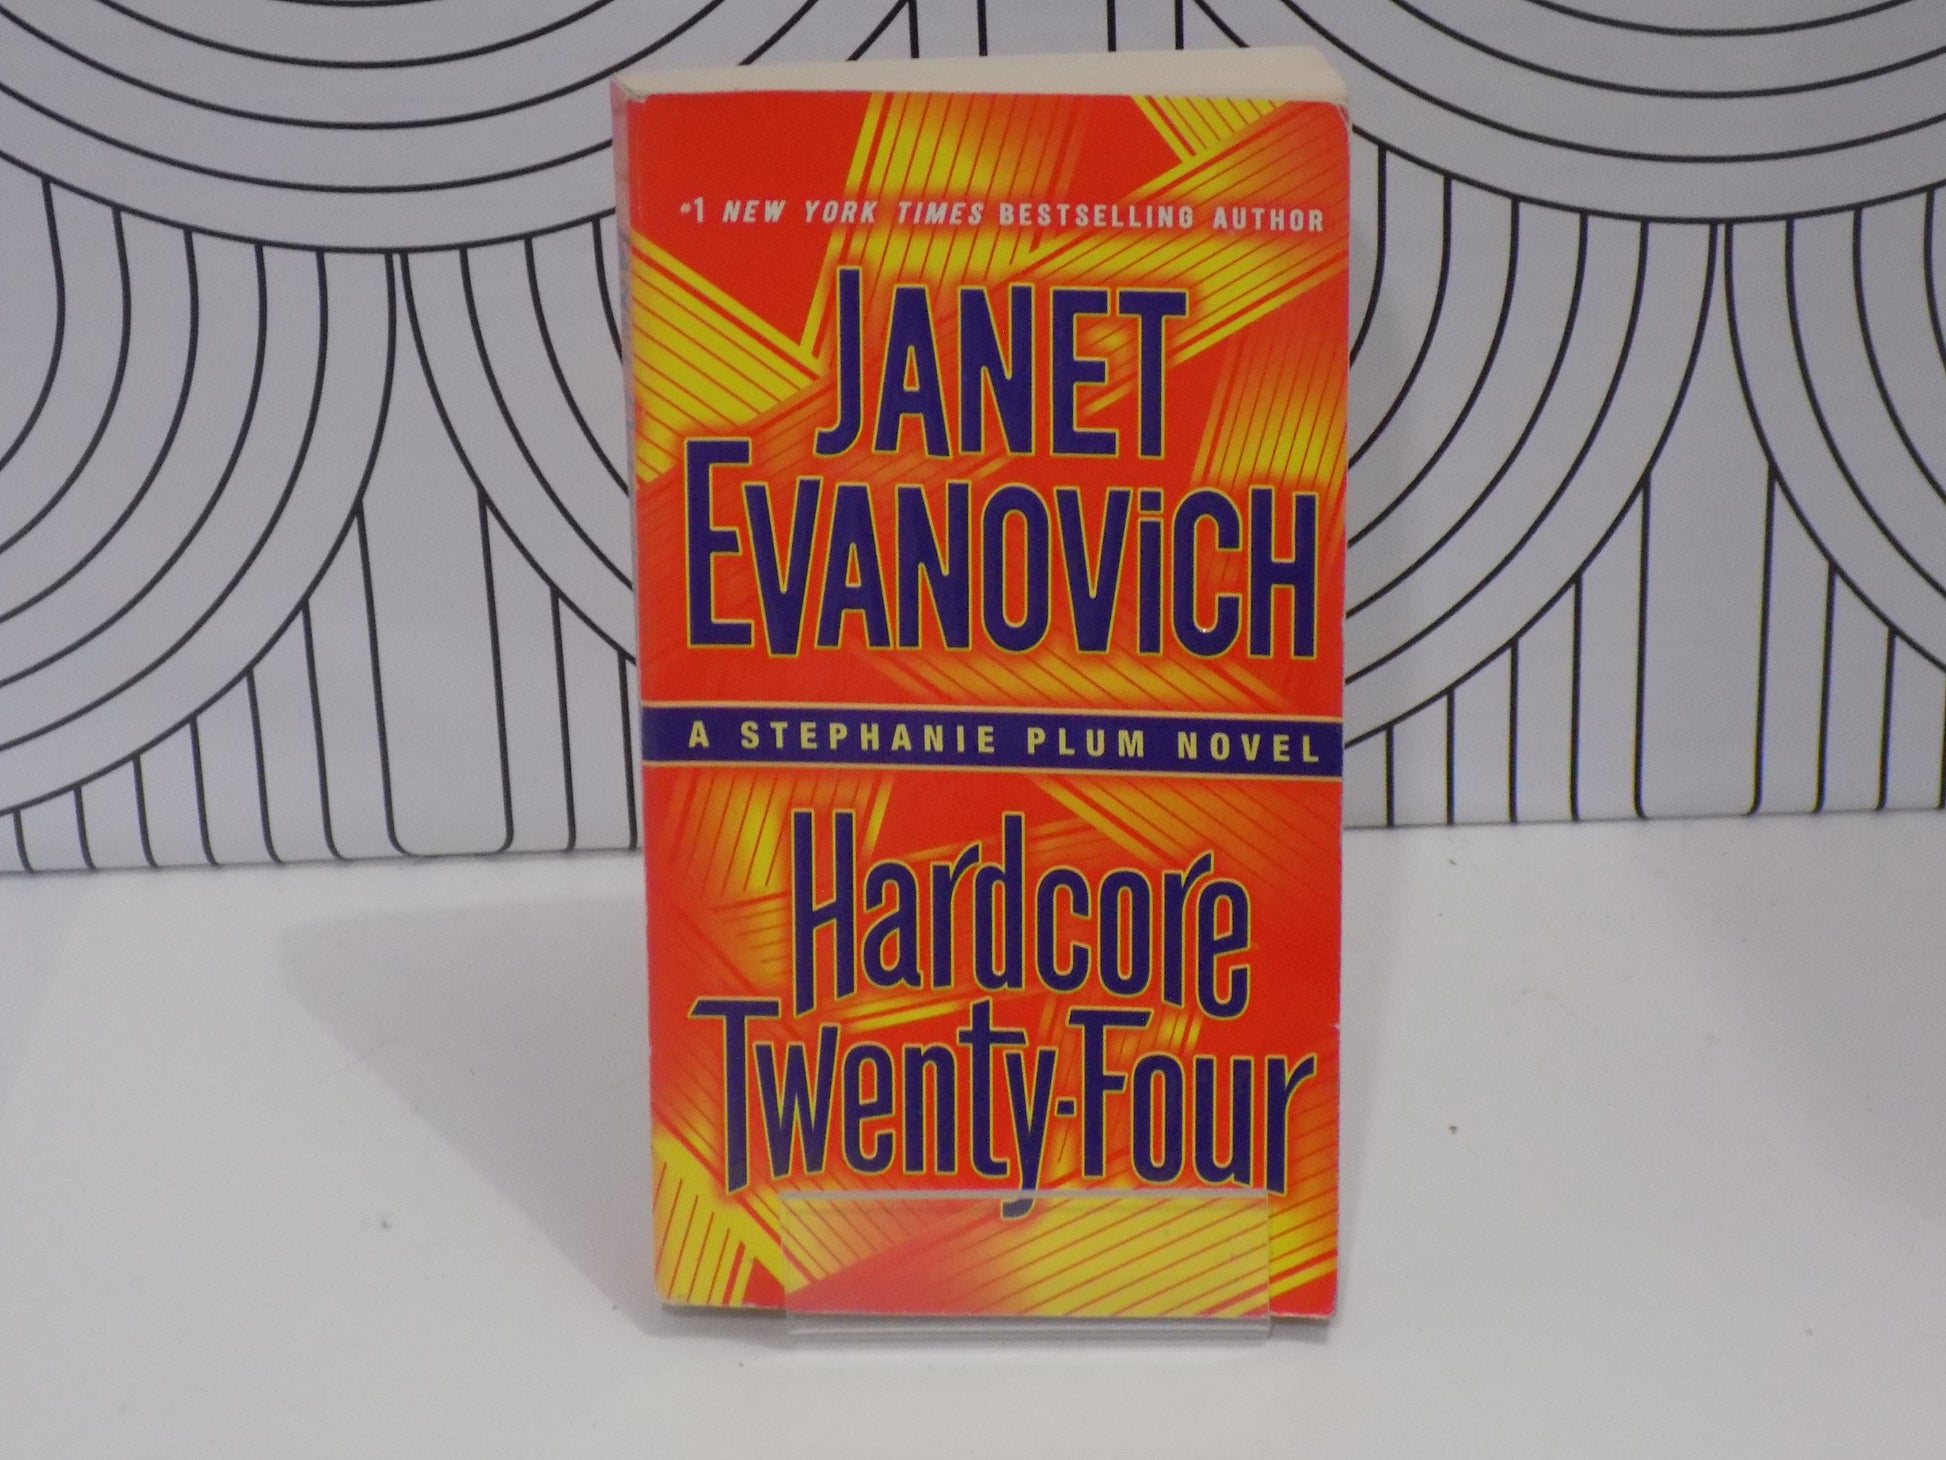 #1 NEW YORK TIMES BESTSELLING AUTHOR
JANET
EVANOViCH
A STEPHANIE PLUM NOVEL
Hardcore
Twenty-Four